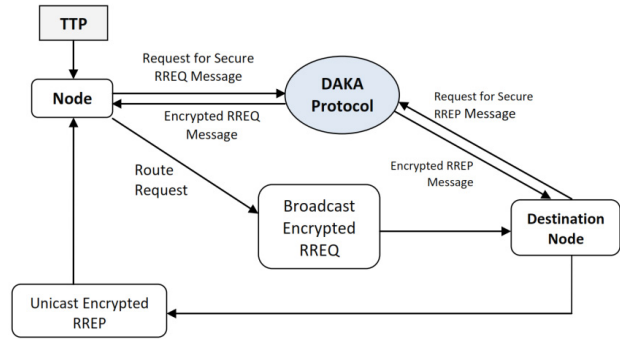 TTP
Request for Secure
RREQ Message
Node
DAKA
Protocol
Encrypted RREQ
Message
Request for Secure
RREP Message
Route
Request
Encrypted RREP
Message
Broadcast
Encrypted
RREQ
Destination
Node
Unicast Encrypted
RREP